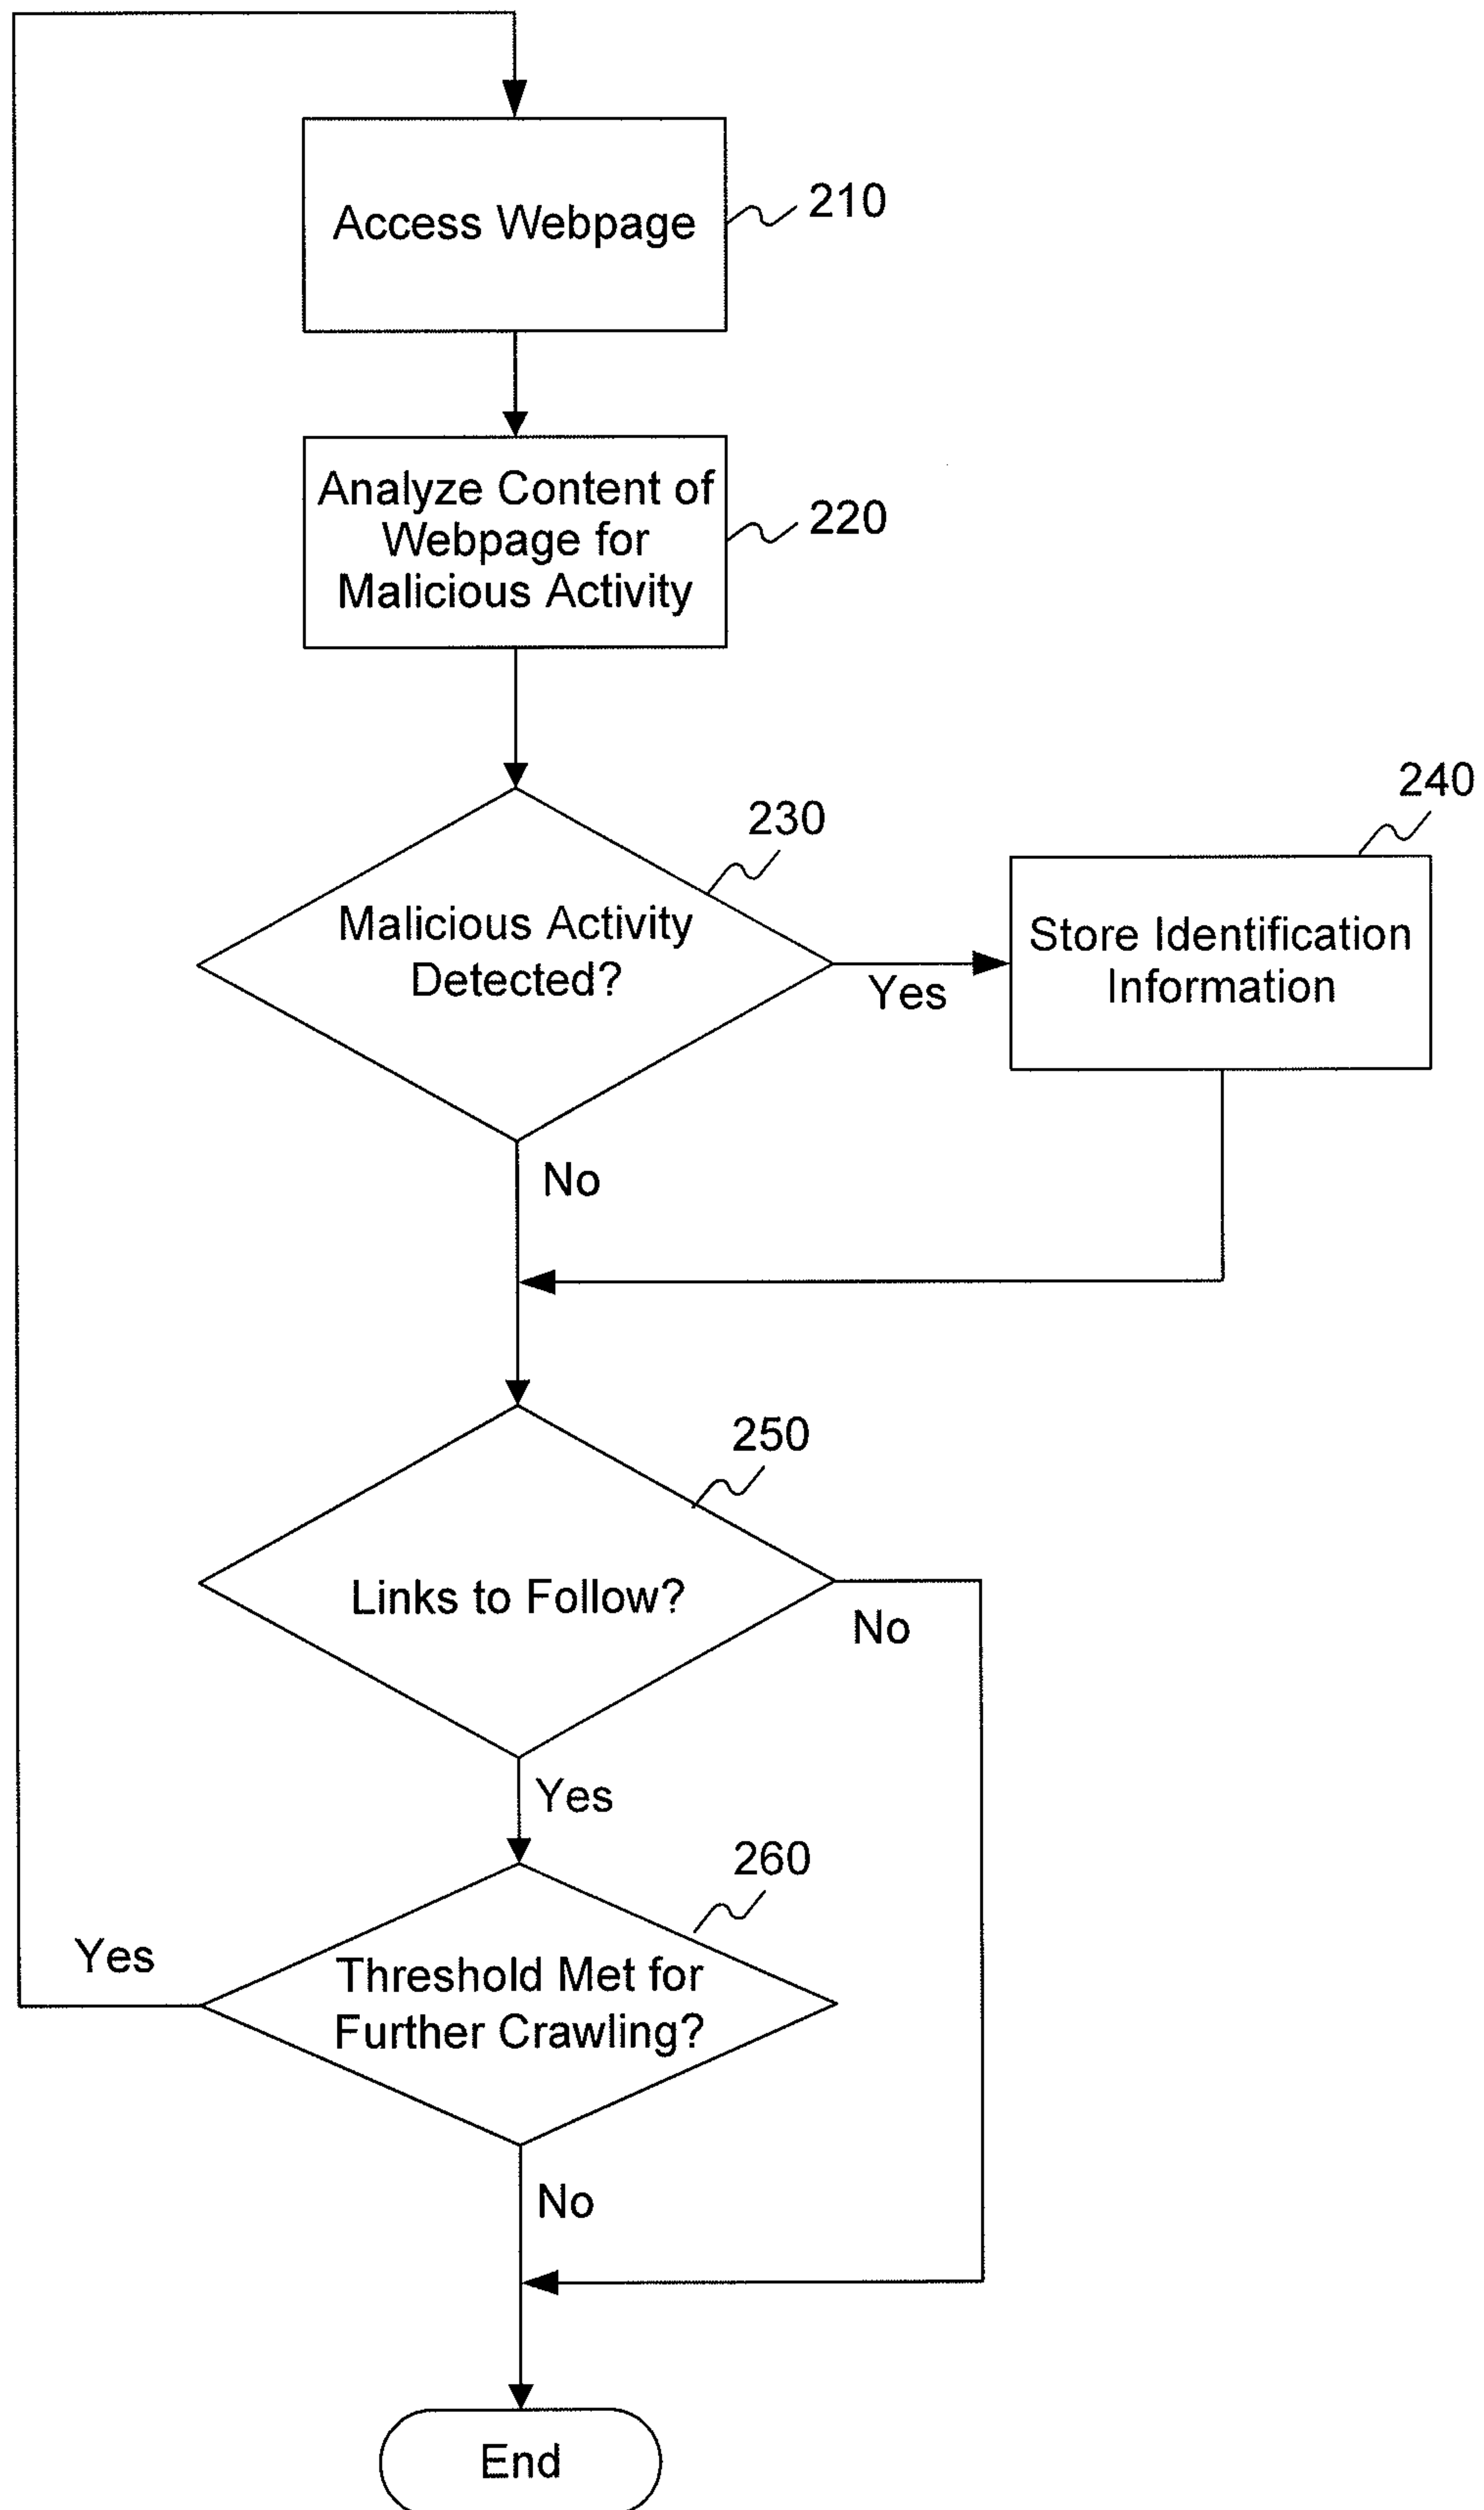 Access Webpage
210
Analyze Content of
Webpage for
Malicious Activity
220
230
Malicious Activity
Detected?
Yes
240
Store Identification
Information
No
250
Links to Follow?
No
Yes
260
Threshold Met for
Further Crawling?
Yes
No
End